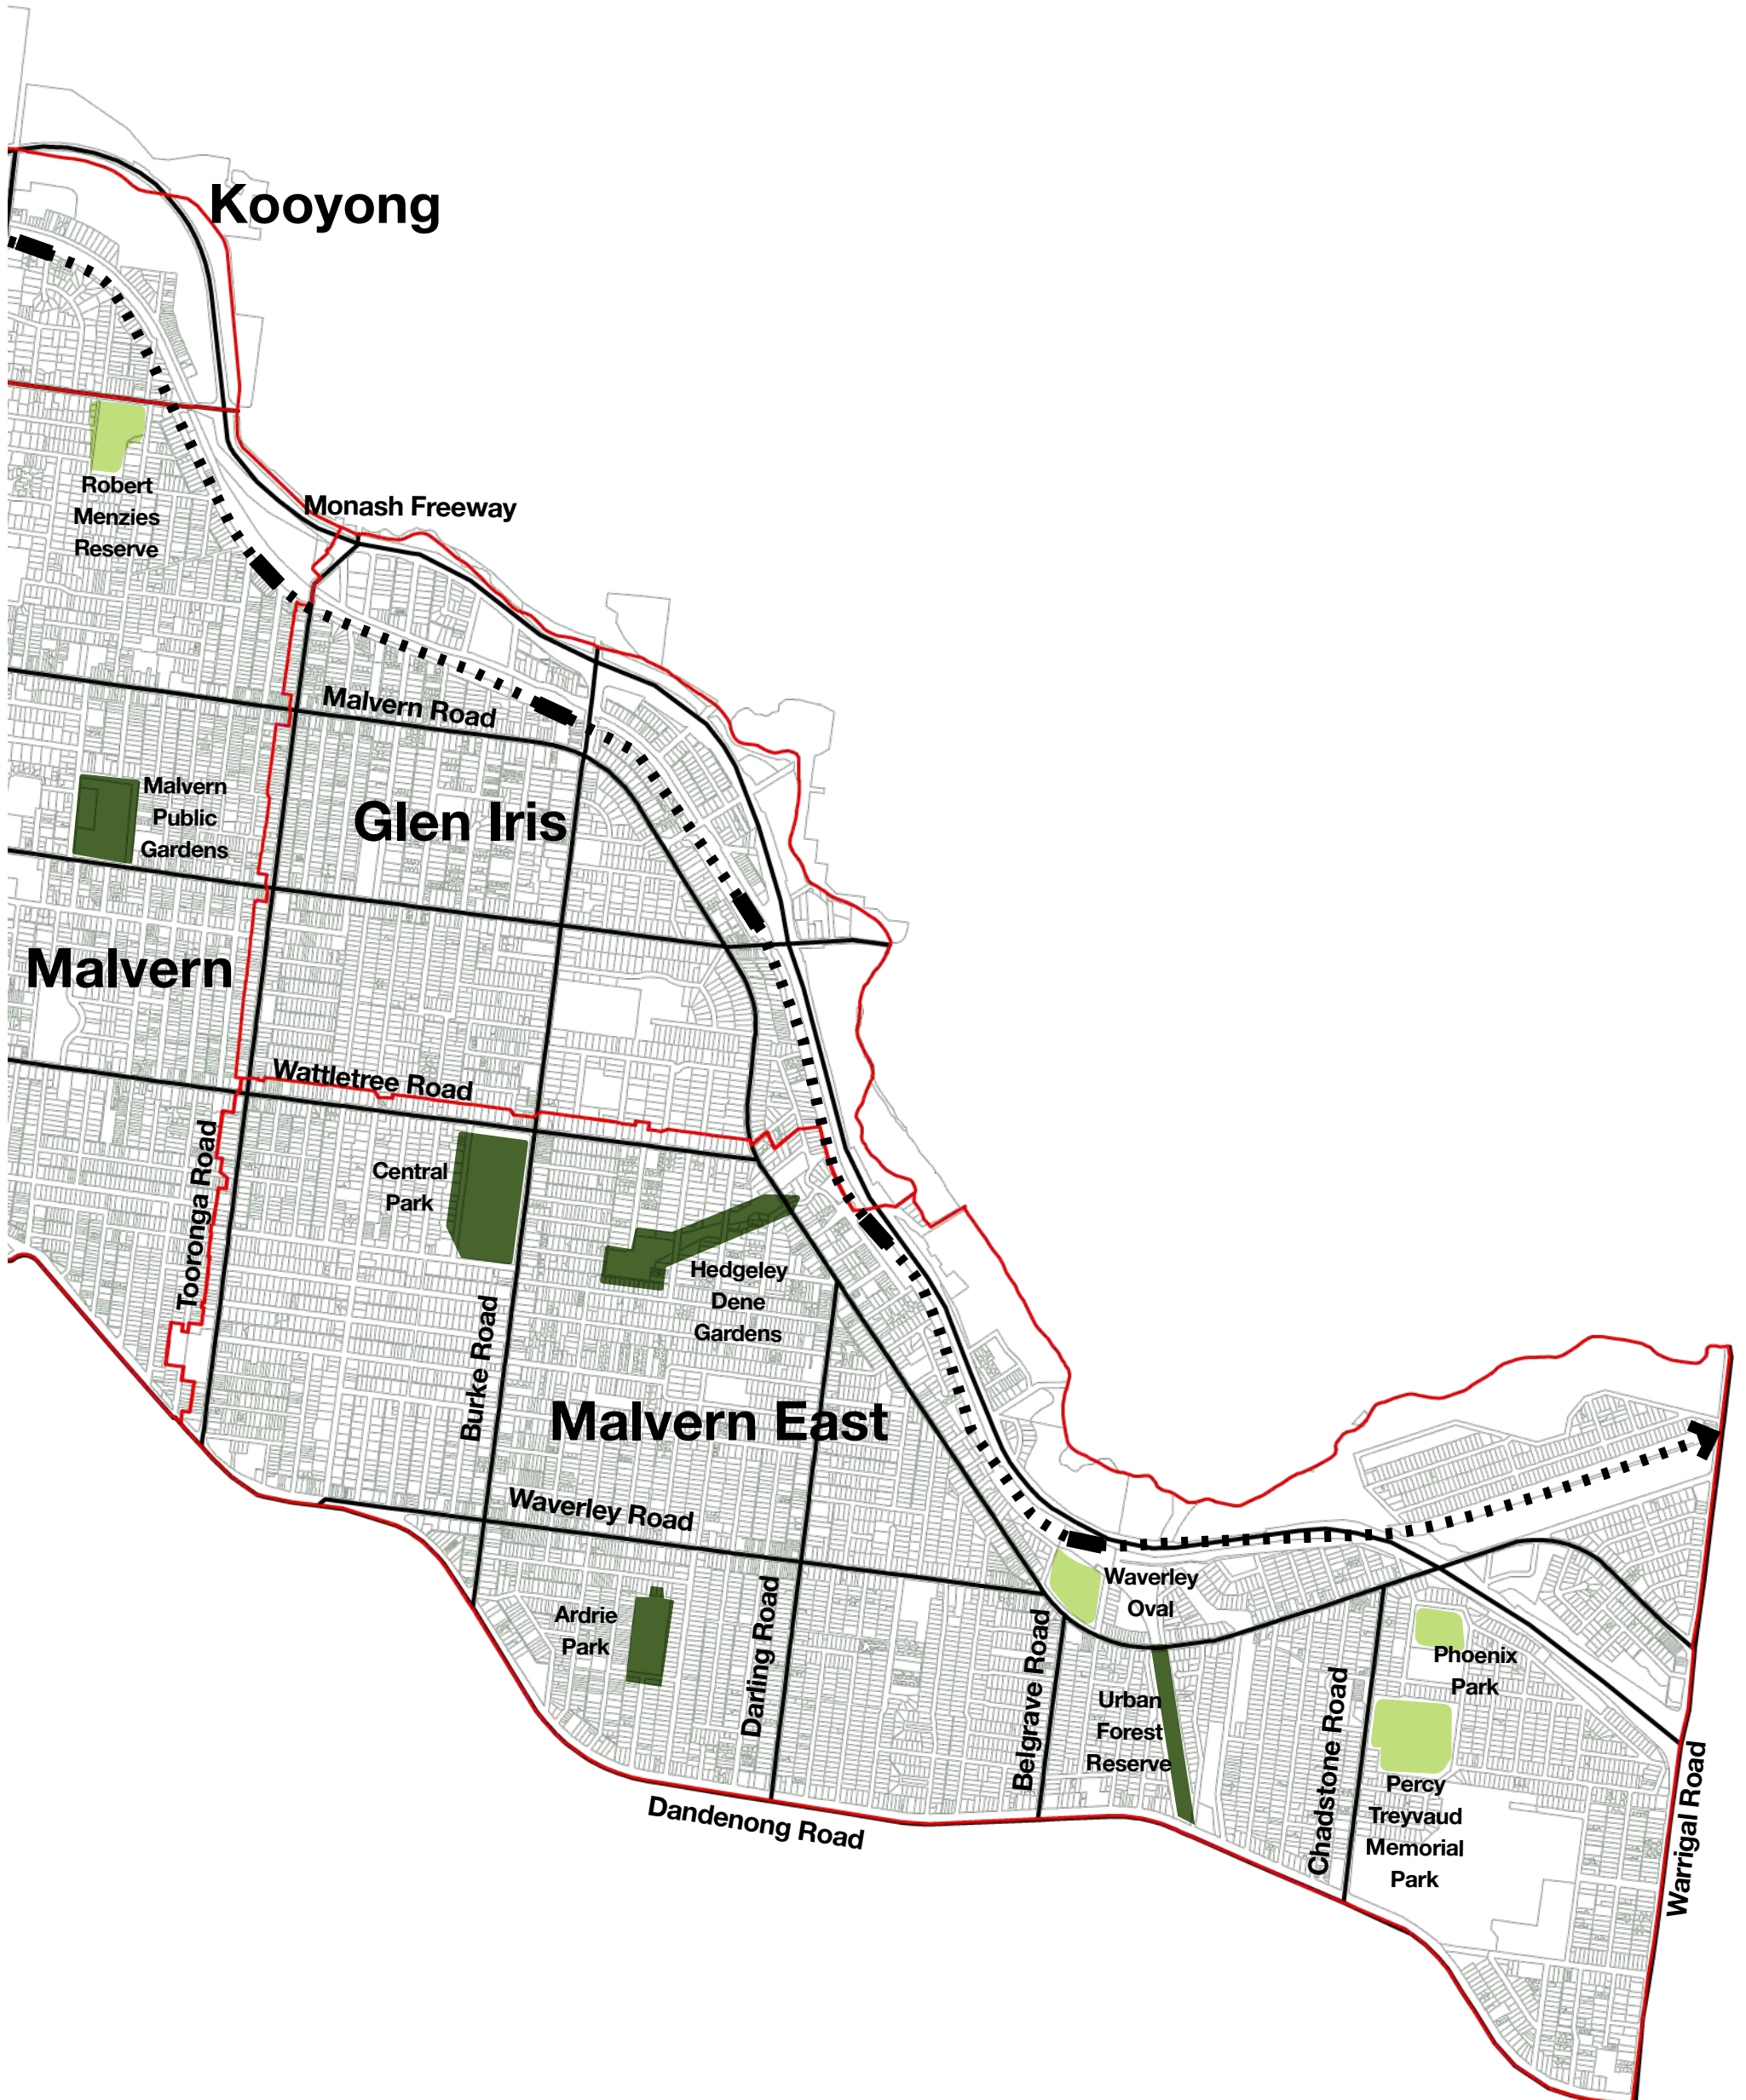 Kooyong
Robert
Menzies
Reserve
Monash Freeway
Malvern Road
Malvern
Public
Gardens
Glen Iris
Malvern
Wattletree Road
Tooronga Road
Central
Park
Hedgeley
Dene
Gardens
Burke Road
Malvern East
Waverley Road
Ardrie
Park
Darling Road
Waverley
Oval
Belgrave Road
Urban
Forest
Reserve
Chadstone Road
Phoenix
Park
Percy
Treyvaud
Memorial
Park
Warrigal Road
Dandenong Road